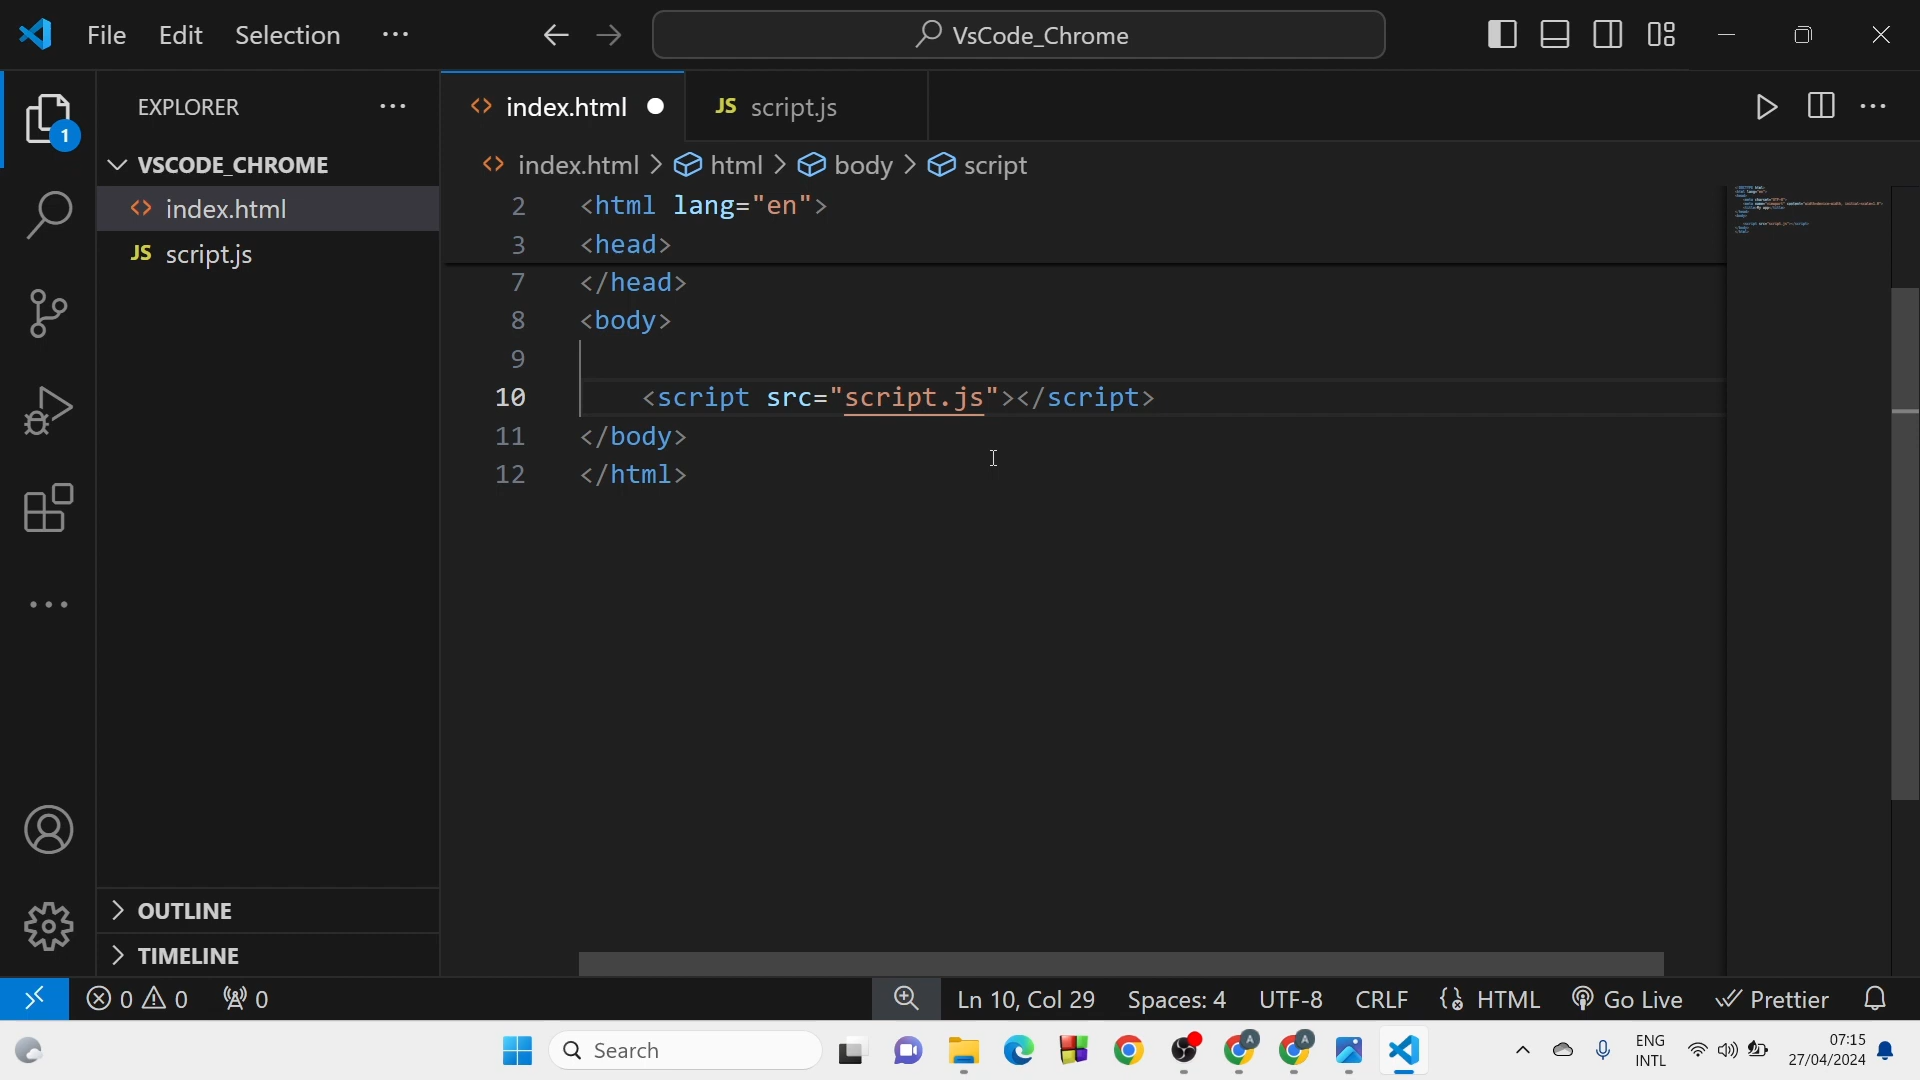 File Edit Selection ···
VsCode_Chrome
1
EXPLORER ···
VSCODE_CHROME
index.html
JS script.js
OUTLINE
TIMELINE
index.html JS script.js
index.html > html > body > script
2 <html lang="en">
3 <head>
7 </head>
8 <body>
9
10 <script src="script.js"></script>
11 </body>
12 </html>
0 0 0 Ln 10, Col 29 Spaces: 4 UTF-8 CRLF HTML Go Live Prettier
Search
A A
ENG
INTL
07:15
27/04/2024